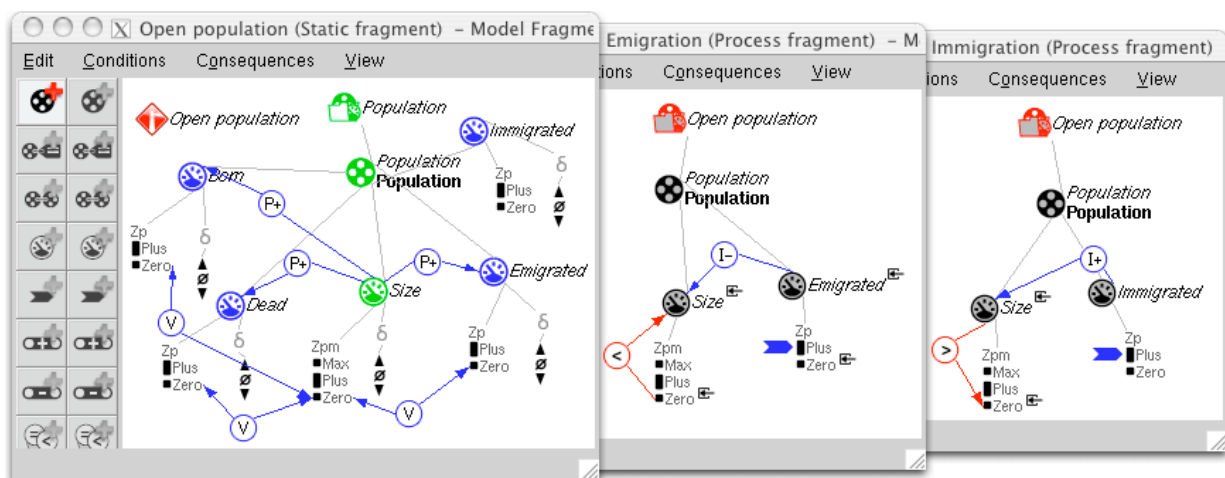 Open population (Static fragment) – Model Fragme
Edit Conditions Consequences View
Open population
Population
Immigrated
Born
Population
Population
Zp
Plus
Zero
δ
P+
Zp
Plus
Zero
δ
P+
P+
Emigrated
Dead
Size
V
Zp
Plus
Zero
δ
Zpm
Max
Plus
Zero
δ
Zp
Plus
Zero
δ
V
V
Emigration (Process fragment) – M
ions Consequences View
Open population
Population
Population
I–
Size
Emigrated
<
Zpm
Max
Plus
Zero
Zp
Plus
Zero
Immigration (Process fragment)
ions Consequences View
Open population
Population
Population
I+
Size
Immigrated
>
Zpm
Max
Plus
Zero
Zp
Plus
Zero